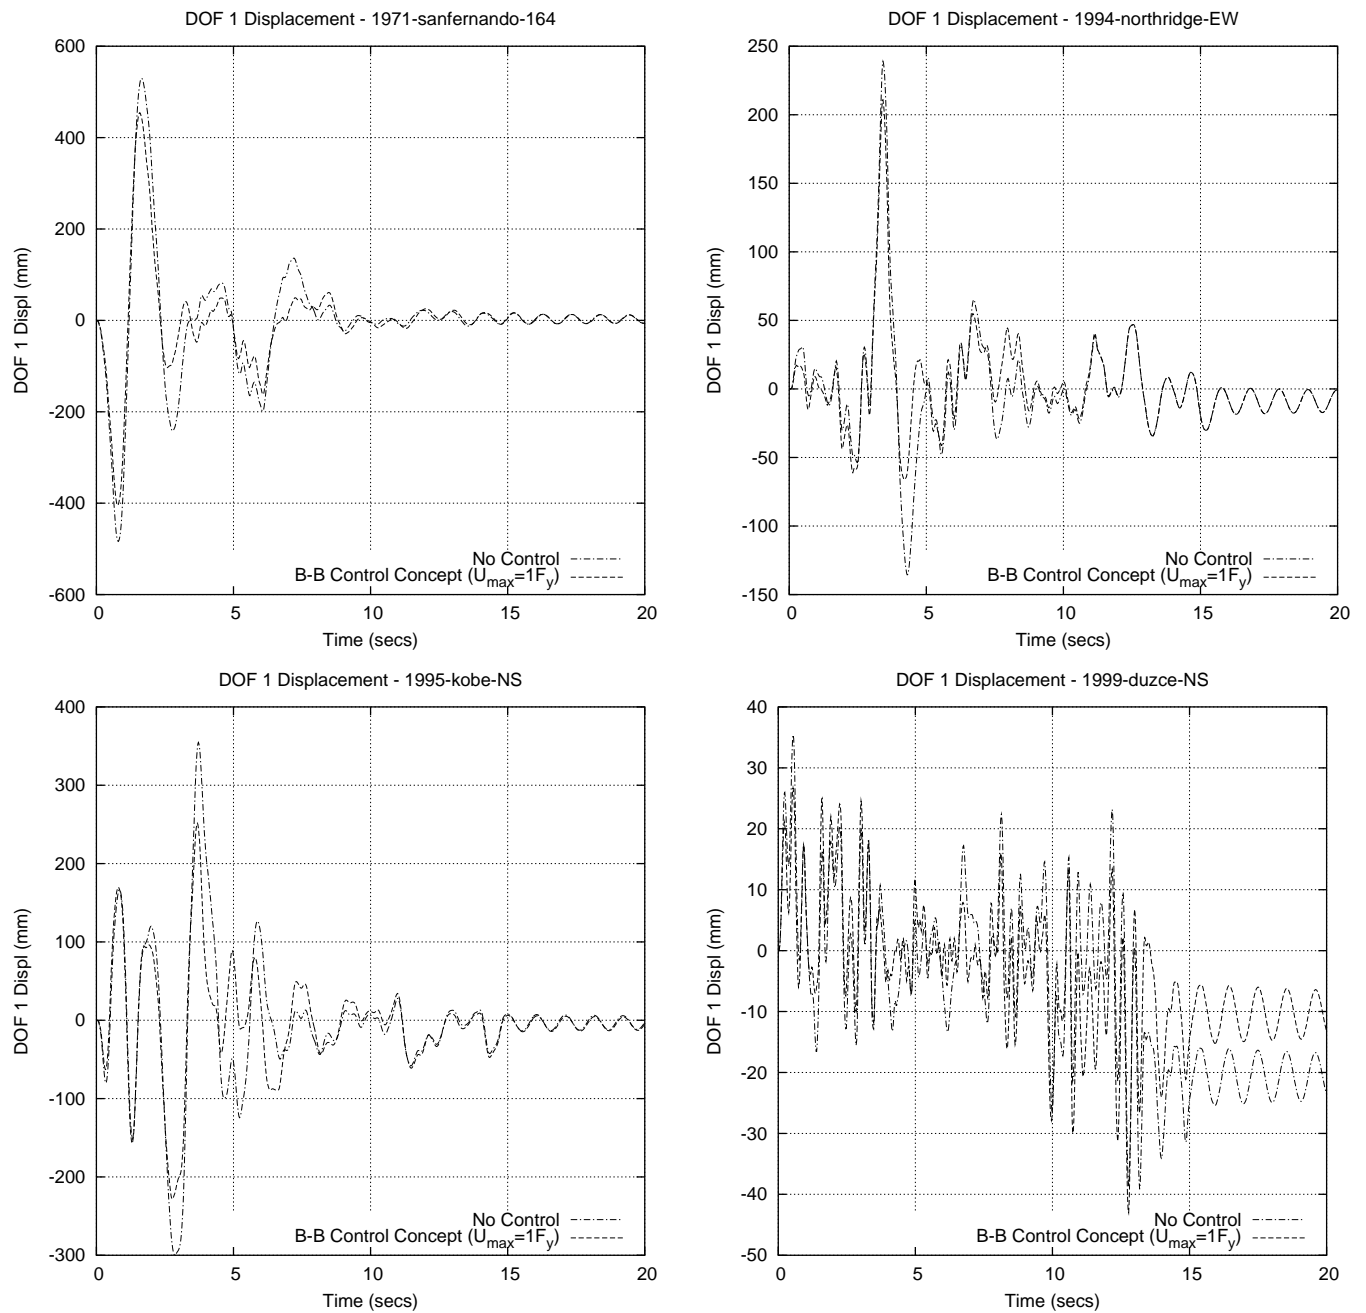 DOF 1 Displacement - 1971-sanfernando-164
600
400
200
0
-200
-400
-600
DOF 1 Displ (mm)
No Control
B-B Control Concept (U_max=1F_y)
0 5 10 15 20
Time (secs)
DOF 1 Displacement - 1994-northridge-EW
250
200
150
100
50
0
-50
-100
-150
DOF 1 Displ (mm)
No Control
B-B Control Concept (U_max=1F_y)
0 5 10 15 20
Time (secs)
DOF 1 Displacement - 1995-kobe-NS
400
300
200
100
0
-100
-200
-300
DOF 1 Displ (mm)
No Control
B-B Control Concept (U_max=1F_y)
0 5 10 15 20
Time (secs)
DOF 1 Displacement - 1999-duzce-NS
40
30
20
10
0
-10
-20
-30
-40
-50
DOF 1 Displ (mm)
No Control
B-B Control Concept (U_max=1F_y)
0 5 10 15 20
Time (secs)